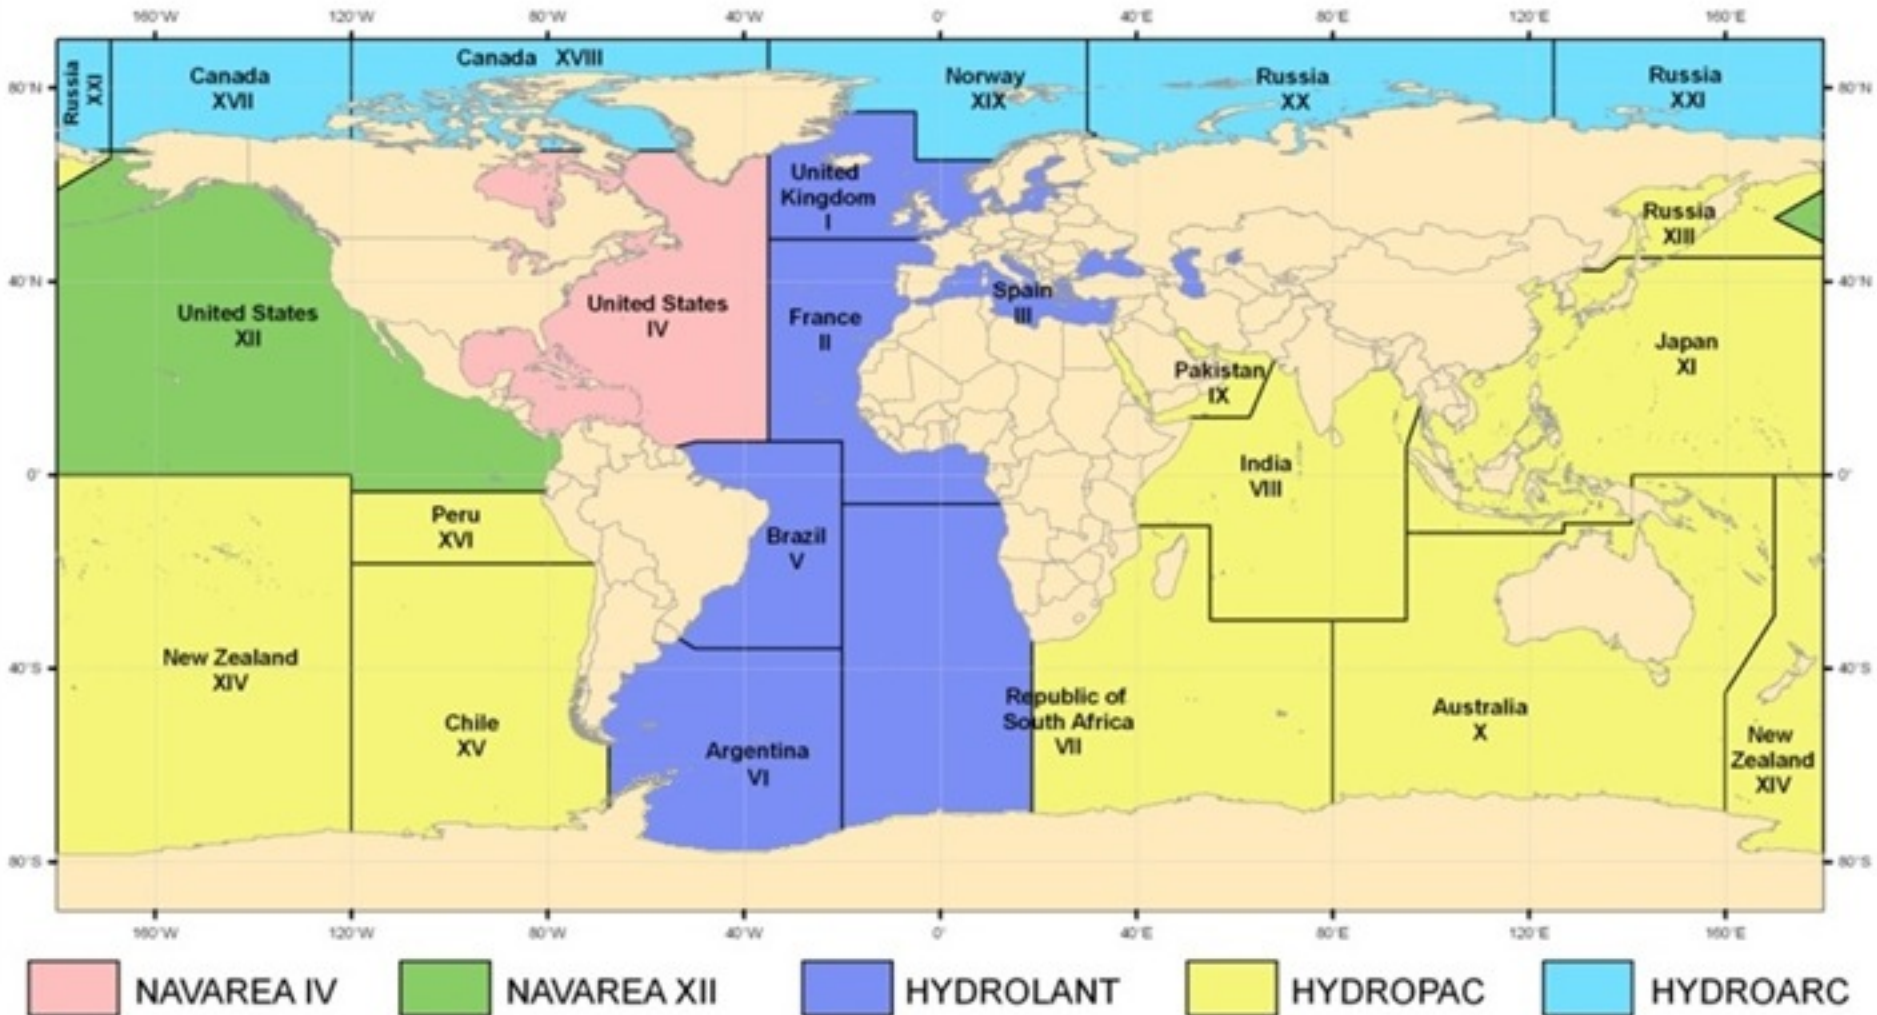 160°W 120°W 80°W 40°W 0° 40°E 80°E 120°E 160°E
Russia
XXI
Canada
XVII
Canada XVIII
Norway
XIX
Russia
XX
Russia
XXI
80°N 80°N
United
Kingdom
I
Russia
XIII
40°N 40°N
United States
XII
United States
IV
France
II
Spain
III
Pakistan
IX
Japan
XI
0° 0°
India
VIII
Peru
XVI
Brazil
V
New Zealand
XIV
40°S 40°S
Chile
XV
Argentina
VI
Republic of
South Africa
VII
Australia
X
New
Zealand
XIV
80°S 80°S
160°W 120°W 80°W 40°W 0° 40°E 80°E 120°E 160°E
NAVAREA IV NAVAREA XII HYDROLANT HYDROPAC HYDROARC